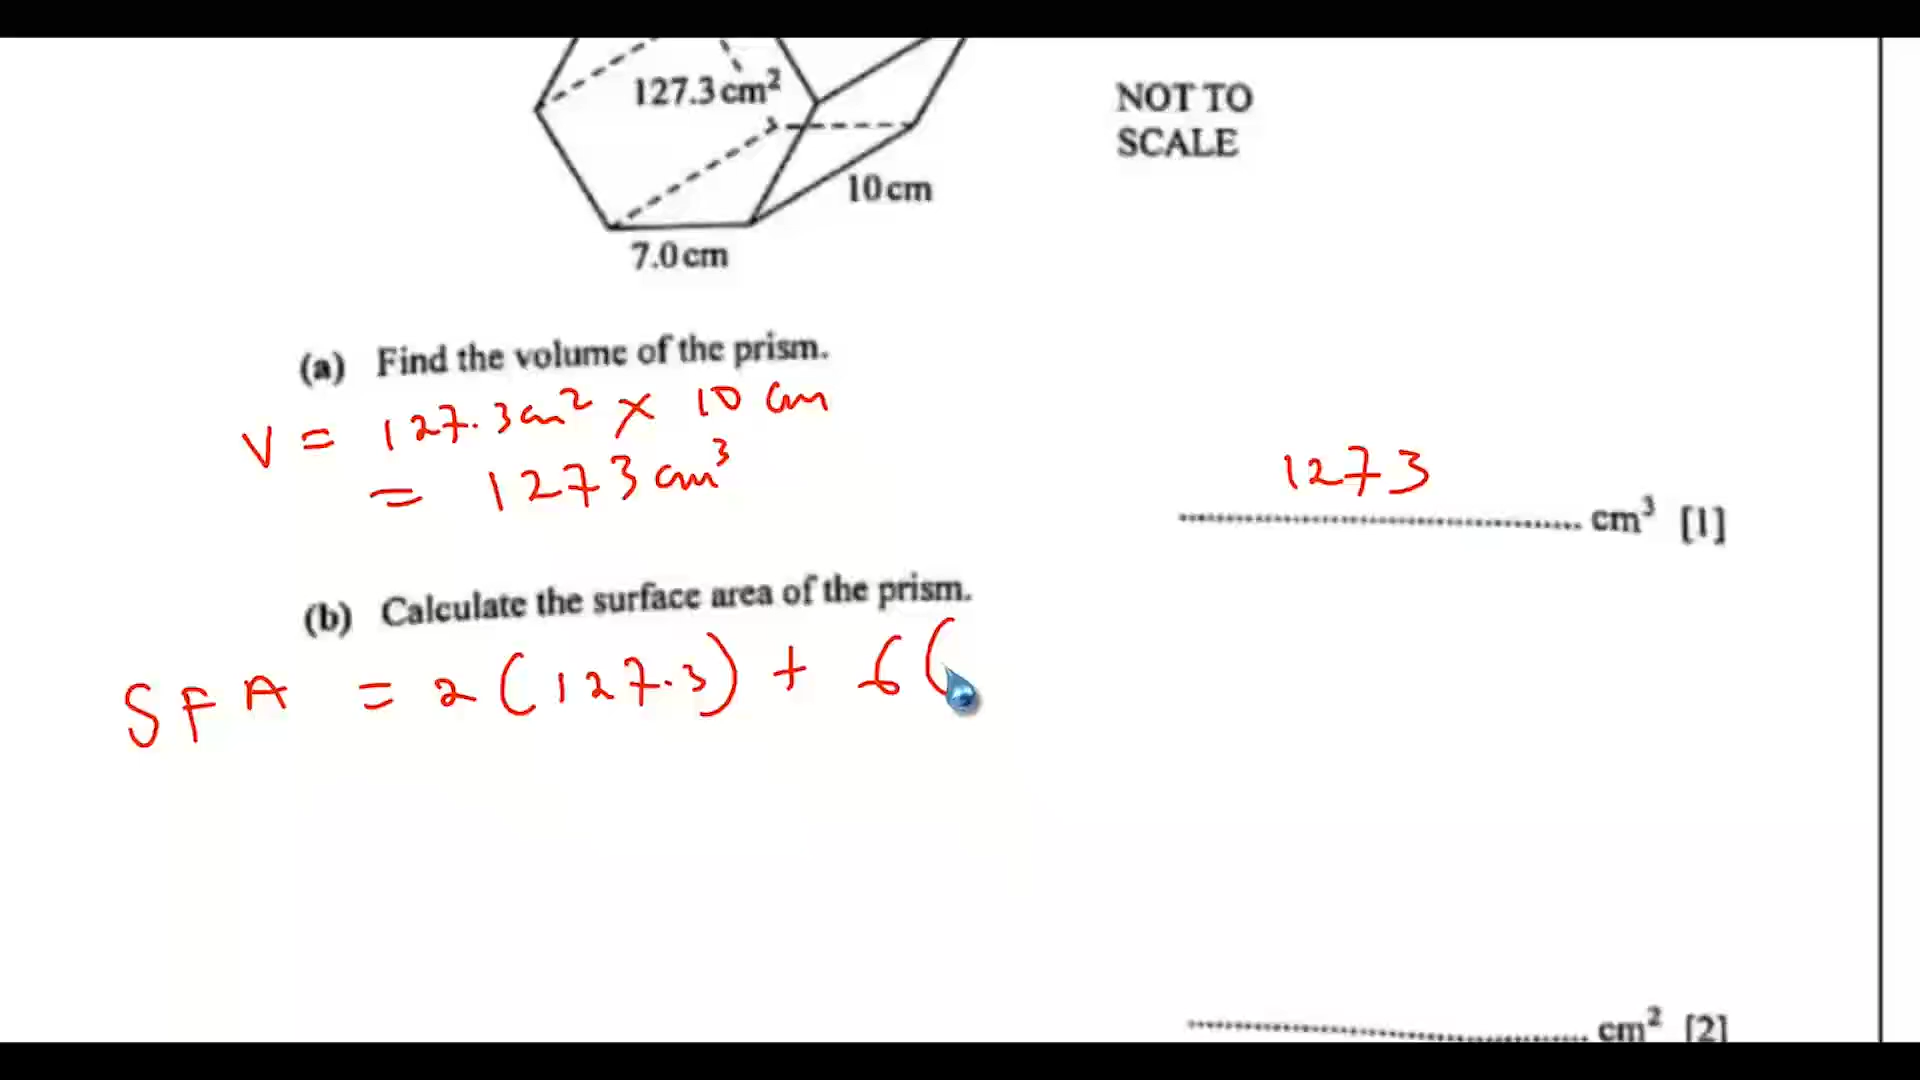 127.3 cm²
NOT TO
SCALE
10 cm
7.0 cm
(a) Find the volume of the prism.
V = 127.3 cm² × 10 cm
= 1273 cm³
1273
.............................. cm³ [1]
(b) Calculate the surface area of the prism.
SFA = 2 (127.3) + 6 (
.............................. cm² [2]